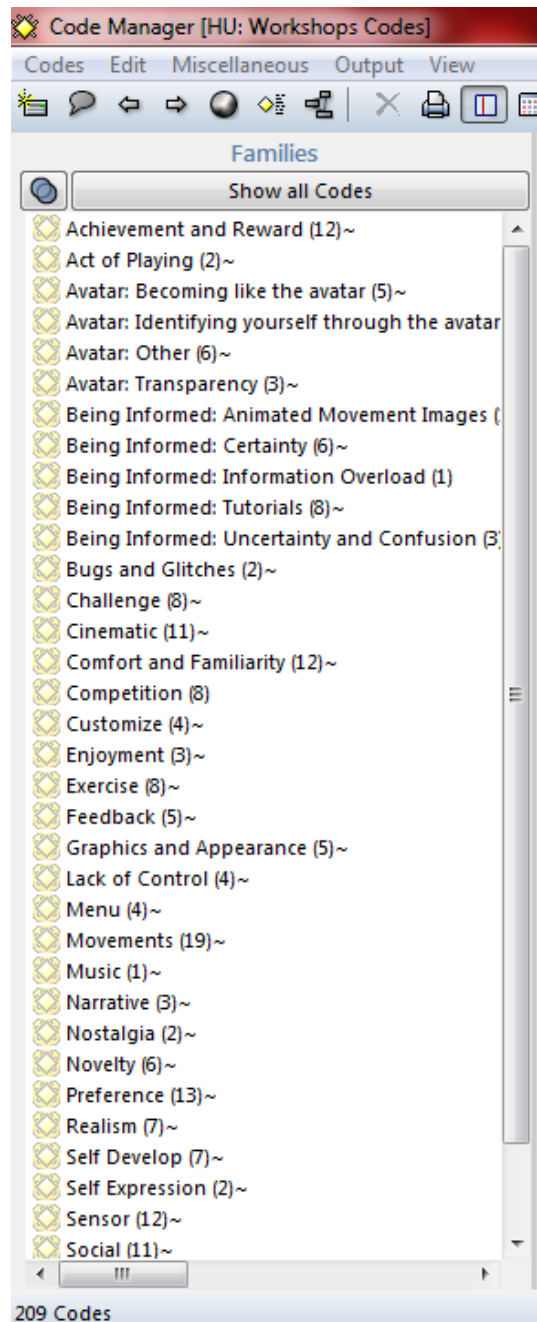 Code Manager [HU: Workshops Codes]
Codes Edit Miscellaneous Output View
Families
Show all Codes
Achievement and Reward (12)~
Act of Playing (2)~
Avatar: Becoming like the avatar (5)~
Avatar: Identifying yourself through the avatar
Avatar: Other (6)~
Avatar: Transparency (3)~
Being Informed: Animated Movement Images (
Being Informed: Certainty (6)~
Being Informed: Information Overload (1)
Being Informed: Tutorials (8)~
Being Informed: Uncertainty and Confusion (3)
Bugs and Glitches (2)~
Challenge (8)~
Cinematic (11)~
Comfort and Familiarity (12)~
Competition (8)
Customize (4)~
Enjoyment (3)~
Exercise (8)~
Feedback (5)~
Graphics and Appearance (5)~
Lack of Control (4)~
Menu (4)~
Movements (19)~
Music (1)~
Narrative (3)~
Nostalgia (2)~
Novelty (6)~
Preference (13)~
Realism (7)~
Self Develop (7)~
Self Expression (2)~
Sensor (12)~
Social (11)~
209 Codes